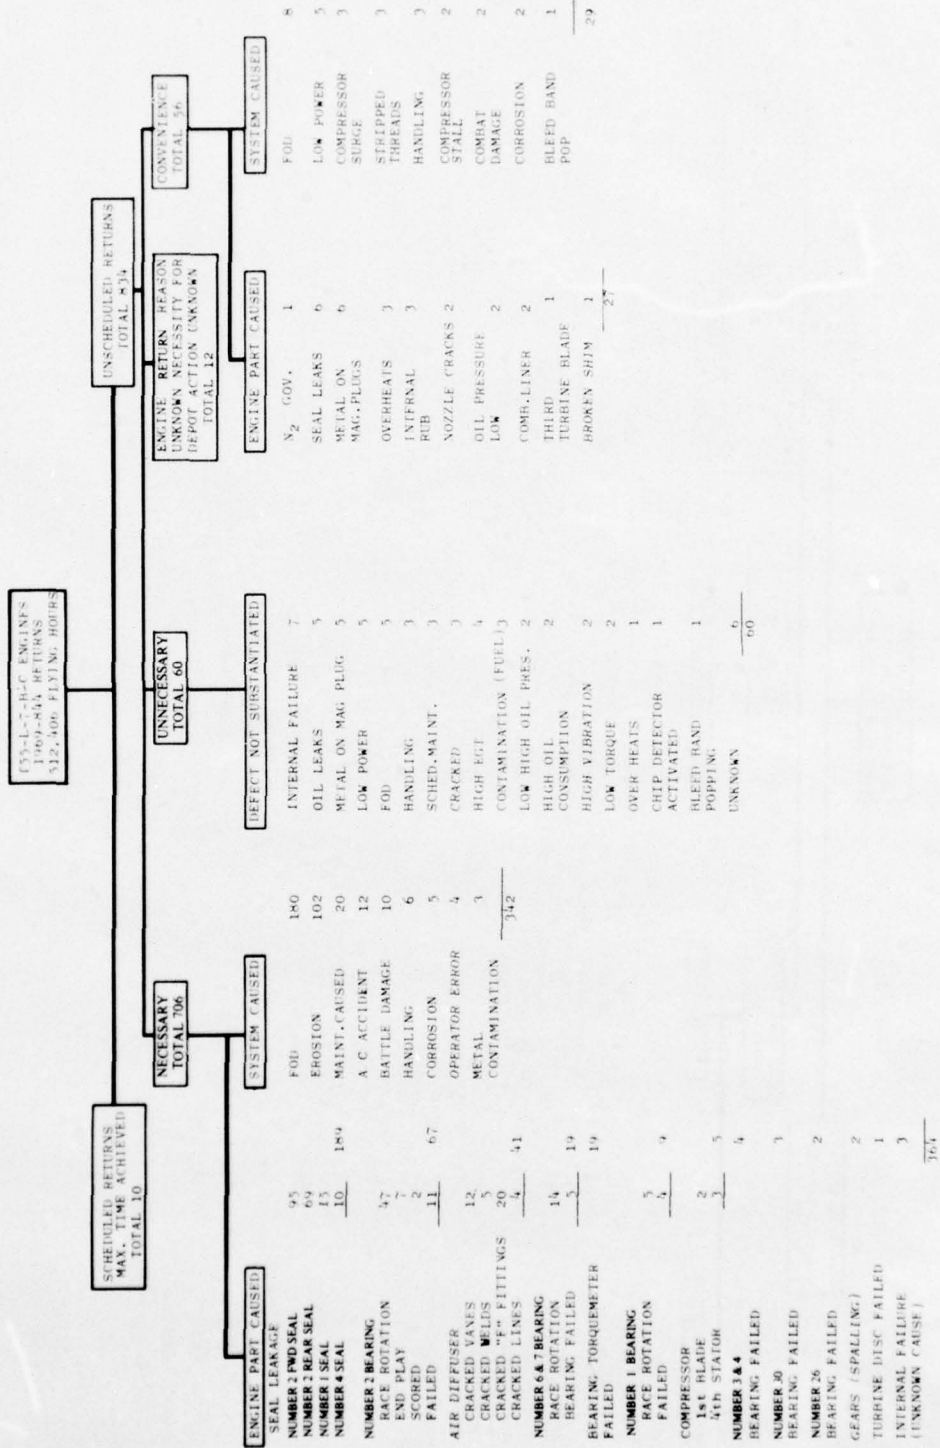 T55-L-7-B-C ENGINES
1969-844 RETURNS
FLYING HOURS
SCHEDULED RETURNS
MAX. TIME ACHIEVED
TOTAL 10
UNSCHEDULED RETURNS
TOTAL 834
NECESSARY
TOTAL 706
UNNECESSARY
TOTAL 60
ENGINE RETURN REASON
UNKNOWN NECESSITY FOR
DEPOT ACTION UNKNOWN
TOTAL 12
CONVENIENCE
TOTAL 56
ENGINE PART CAUSED
SEAL LEAKAGE
NUMBER 2 FWD SEAL 95
NUMBER 2 REAR SEAL 69
NUMBER 1 SEAL 15
NUMBER 4 SEAL 10 189
NUMBER 2 BEARING
RACE ROTATION 47
END PLAY 7
SCORED 2
FAILED 11 67
AIR DIFFUSER
CRACKED VANES 12
CRACKED WELDS 5
CRACKED "F" FITTINGS 20
CRACKED LINES 4 41
NUMBER 6 & 7 BEARING
RACE ROTATION 14
BEARING FAILED 5 19
BEARING TORQUEMETER 19
FAILED
NUMBER 1 BEARING
RACE ROTATION 5
FAILED 4 9
COMPRESSOR
1st BLADE 2
4th STATOR 3 5
NUMBER 3 & 4
BEARING FAILED 4
NUMBER 30
BEARING FAILED 3
NUMBER 26
BEARING FAILED 2
GEARS (SPALLING) 2
TURBINE DISC FAILED 1
INTERNAL FAILURE 3
(UNKNOWN CAUSE)
364
SYSTEM CAUSED
FOD 180
EROSION 102
MAINT.CAUSED 20
A C ACCIDENT 12
BATTLE DAMAGE 10
HANDLING 6
CORROSION 5
OPERATOR ERROR 4
METAL 3
CONTAMINATION
342
DEFECT NOT SUBSTANTIATED
INTERNAL FAILURE 7
OIL LEAKS 5
METAL ON MAG PLUG 5
LOW POWER 5
FOD 5
HANDLING 3
SCHED.MAINT. 3
CRACKED 3
HIGH EGT 4
CONTAMINATION (FUEL) 3
LOW HIGH OIL PRES. 2
HIGH OIL 2
CONSUMPTION
HIGH VIBRATION 2
LOW TORQUE 2
OVER HEATS 1
CHIP DETECTOR 1
ACTIVATED
BLEED BAND 1
POPPING
UNKNOWN 6
60
ENGINE PART CAUSED
N2 GOV. 1
SEAL LEAKS 6
METAL ON 6
MAG.PLUGS
OVERHEATS 3
INTERNAL 3
RUB
NOZZLE CRACKS 2
OIL PRESSURE 2
LOW
COMB.LINER 2
THIRD 1
TURBINE BLADE
BROKEN SHIM 1
27
SYSTEM CAUSED
FOD 8
LOW POWER 5
COMPRESSOR 3
SURGE
STRIPPED 3
THREADS
HANDLING 3
COMPRESSOR 2
STALL
COMBAT 2
DAMAGE
CORROSION 2
BLEED BAND 1
POP
29